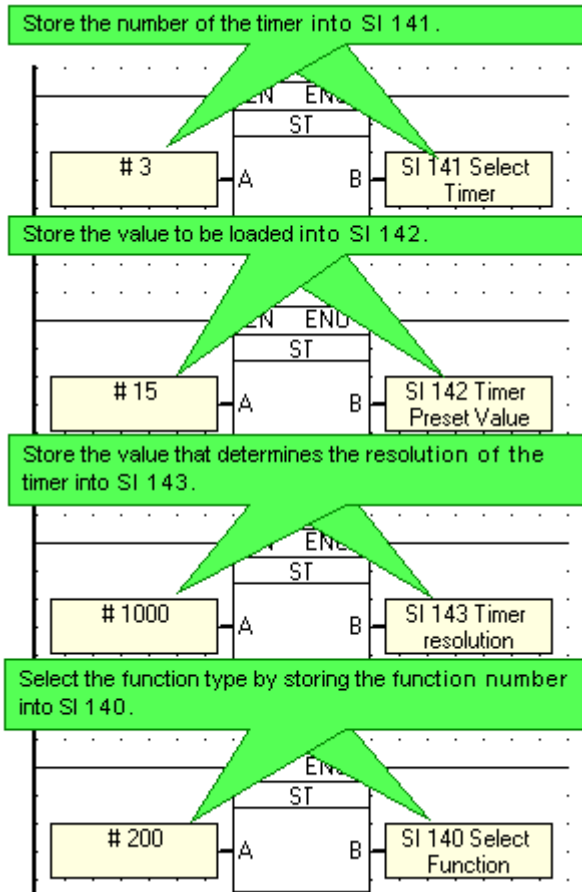 Store the number of the timer into SI 141.
EN ENO
ST
# 3
A
B
SI 141 Select
Timer
Store the value to be loaded into SI 142.
EN ENO
ST
# 15
A
B
SI 142 Timer
Preset Value
Store the value that determines the resolution of the
timer into SI 143.
EN ENO
ST
# 1000
A
B
SI 143 Timer
resolution
Select the function type by storing the function number
into SI 140.
ENO
ST
# 200
A
B
SI 140 Select
Function